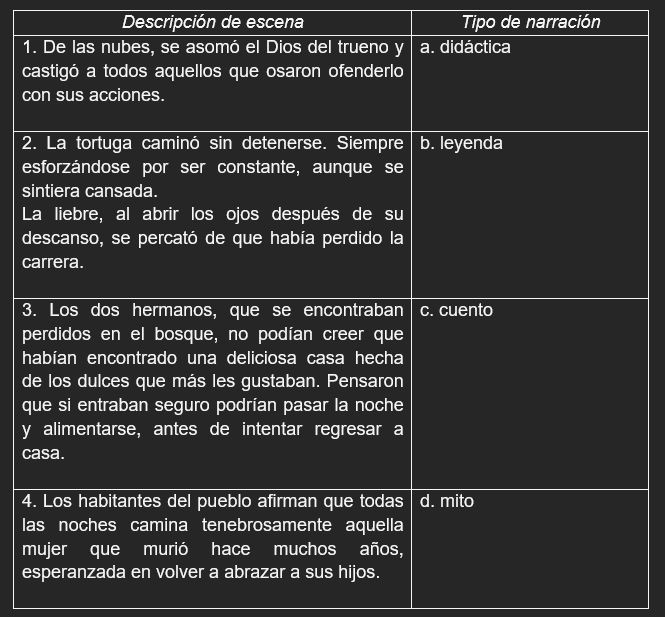 Descripción de escena
Tipo de narración
1. De las nubes, se asomó el Dios del trueno y
castigó a todos aquellos que osaron ofenderlo
con sus acciones.
a. didáctica
2. La tortuga caminó sin detenerse. Siempre
esforzándose por ser constante, aunque se
sintiera cansada.
La liebre, al abrir los ojos después de su
descanso, se percató de que había perdido la
carrera.
b. leyenda
3. Los dos hermanos, que se encontraban
perdidos en el bosque, no podían creer que
habían encontrado una deliciosa casa hecha
de los dulces que más les gustaban. Pensaron
que si entraban seguro podrían pasar la noche
y alimentarse, antes de intentar regresar a
casa.
c. cuento
4. Los habitantes del pueblo afirman que todas
las noches camina tenebrosamente aquella
mujer que murió hace muchos años,
esperanzada en volver a abrazar a sus hijos.
d. mito